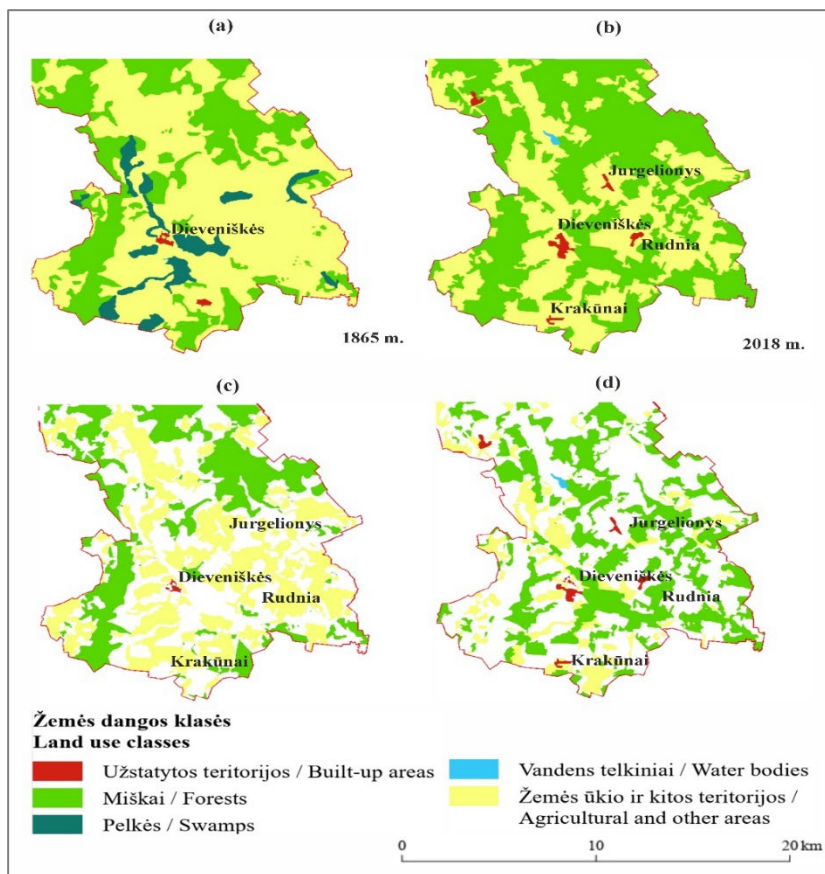 (a)
(b)
Dieveniškės
1865 m.
Jurgelionys
Dieveniškės
Rudnia
Krakūnai
2018 m.
(c)
(d)
Jurgelionys
Dieveniškės
Rudnia
Krakūnai
Jurgelionys
Dieveniškės
Rudnia
Krakūnai
Žemės dangos klasės
Land use classes
Užstatytos teritorijos / Built-up areas
Miškai / Forests
Pelkės / Swamps
Vandens telkiniai / Water bodies
Žemės ūkio ir kitos teritorijos /
Agricultural and other areas
0 10 20 km